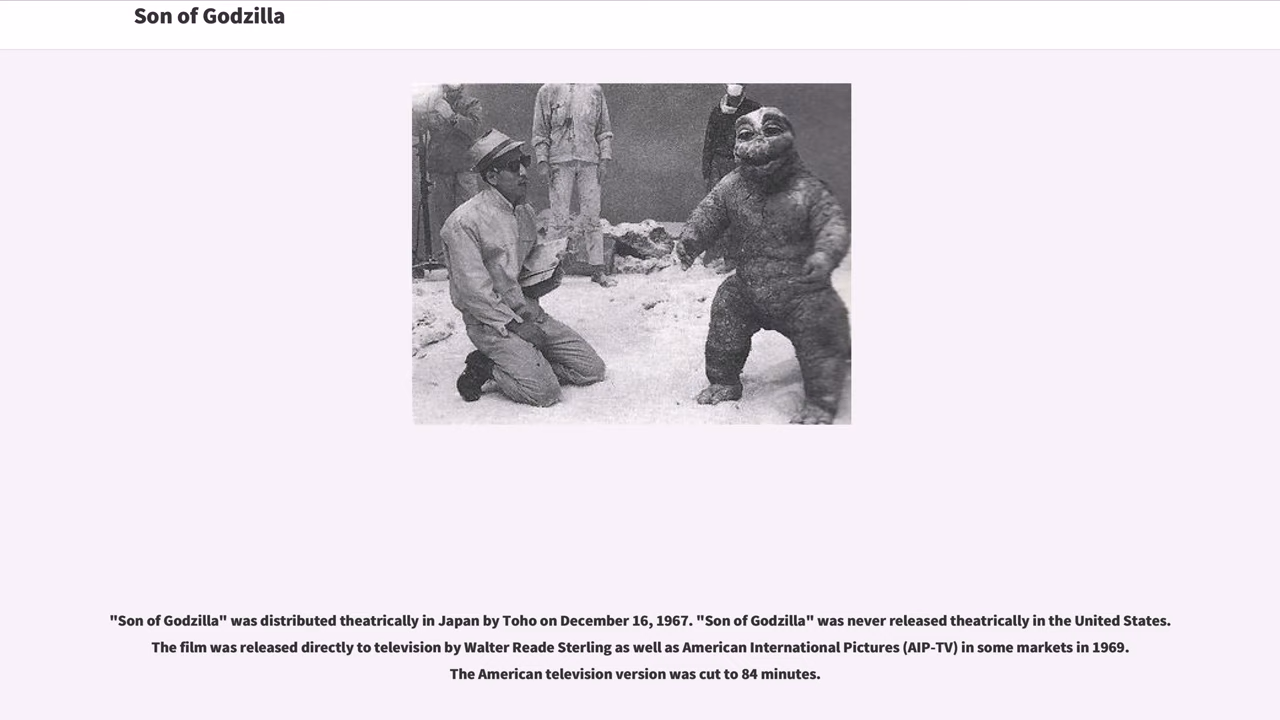 Son of Godzilla
"Son of Godzilla" was distributed theatrically in Japan by Toho on December 16, 1967. "Son of Godzilla" was never released theatrically in the United States.
The film was released directly to television by Walter Reade Sterling as well as American International Pictures (AIP-TV) in some markets in 1969.
The American television version was cut to 84 minutes.